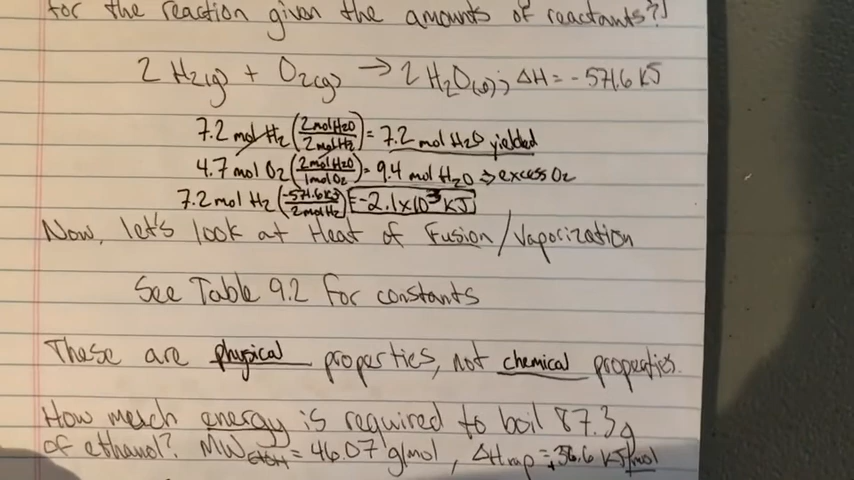 for the reaction given the amounts of reactants?]
2 H₂(g) + O₂(g) → 2 H₂O(g); ΔH = -571.6 kJ
7.2 mol H₂ (2 mol H₂O / 2 mol H₂) = 7.2 mol H₂O yielded
4.7 mol O₂ (2 mol H₂O / 1 mol O₂) = 9.4 mol H₂O ⇒ excess O₂
7.2 mol H₂ (-571.6 kJ / 2 mol H₂) = -2.1x10³ kJ
Now, let's look at Heat of Fusion/Vaporization
See Table 9.2 for constants
These are physical properties, not chemical properties.
How much energy is required to boil 87.3g
of ethanol? MW EtOH = 46.07 g/mol, ΔHvap = +36.6 kJ/mol